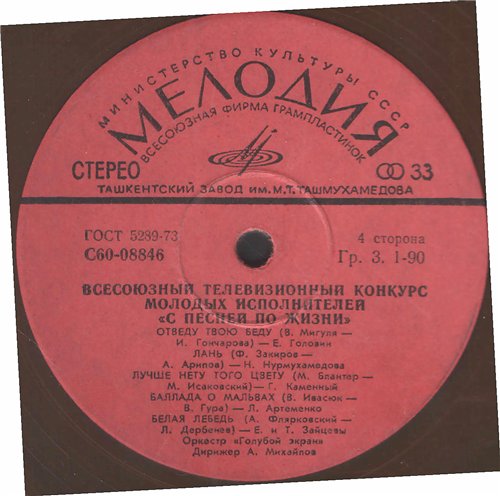 МИНИСТЕРСТВО КУЛЬТУРЫ СССР
МЕЛОДИЯ
ВСЕСОЮЗНАЯ ФИРМА ГРАМПЛАСТИНОК
СТЕРЕО
33
ТАШКЕНТСКИЙ ЗАВОД ИМ. М.Т. ТАШМУХАМЕДОВА
ГОСТ 5289-73
4 сторона
С60-08846
Гр. 3. 1-90
ВСЕСОЮЗНЫЙ ТЕЛЕВИЗИОННЫЙ КОНКУРС
МОЛОДЫХ ИСПОЛНИТЕЛЕЙ
«С ПЕСНЕЙ ПО ЖИЗНИ»
ОТВЕДУ ТВОЮ БЕДУ (В. Мигуля —
И. Гончарова) — Е. Головин
ЛАНЬ (Ф. Закиров —
А. Арипов) — Н. Нурмухамедова
ЛУЧШЕ НЕТУ ТОГО ЦВЕТУ (М. Блантер —
М. Исаковский) — Г. Каменный
БАЛЛАДА О МАЛЬВАХ (В. Ивасюк —
В. Гура) — Л. Артеменко
БЕЛАЯ ЛЕБЕДЬ (А. Флярковский —
Л. Дербенев) — Е. и Т. Зайцевы
Оркестр «Голубой экран»
Дирижер А. Михайлов